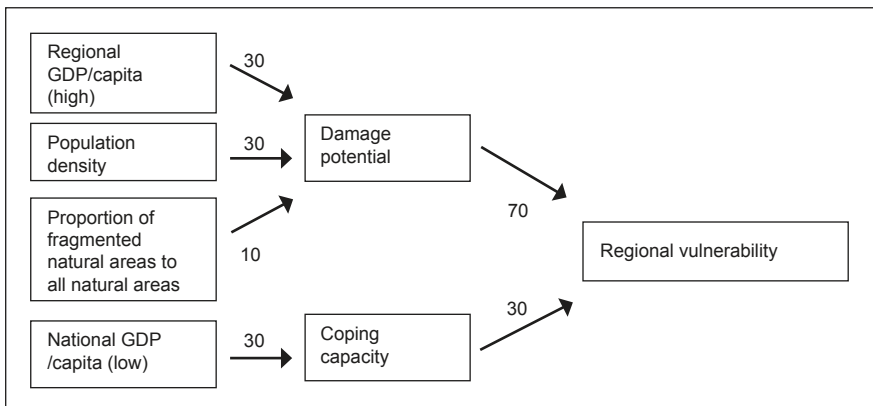 Regional
GDP/capita
(high)
30
Population
density
30
Proportion of
fragmented
natural areas to
all natural areas
10
National GDP
/capita (low)
30
Damage
potential
70
Coping
capacity
30
Regional vulnerability